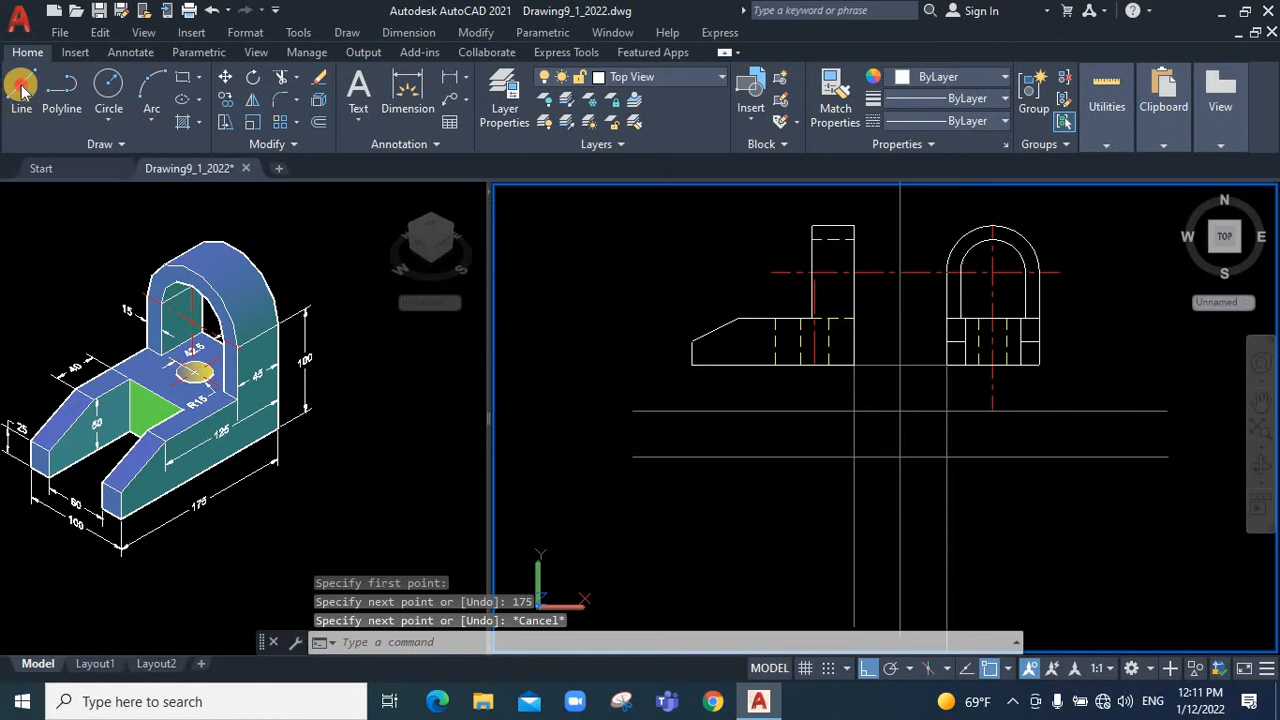 Autodesk AutoCAD 2021 Drawing9_1_2022.dwg
Type a keyword or phrase
Sign In
File Edit View Insert Format Tools Draw Dimension Modify Parametric Window Help Express
Home Insert Annotate Parametric View Manage Output Add-ins Collaborate Express Tools Featured Apps
Top View
ByLayer
Line Polyline Circle Arc
Text Dimension
Layer Properties
Insert
Match Properties
ByLayer
ByLayer
Group
Utilities
Clipboard
View
Draw Modify Annotation Layers Block Properties Groups
Start Drawing9_1_2022*
N
W TOP E
S
Unnamed
W
S
15
42.5
40
100
45
R15
25
50
125
60
175
100
Y
X
Specify first point:
Specify next point or [Undo]: 175
Specify next point or [Undo]: *Cancel*
Type a command
Model Layout1 Layout2
MODEL
1:1
Type here to search
69°F
12:11 PM
1/12/2022